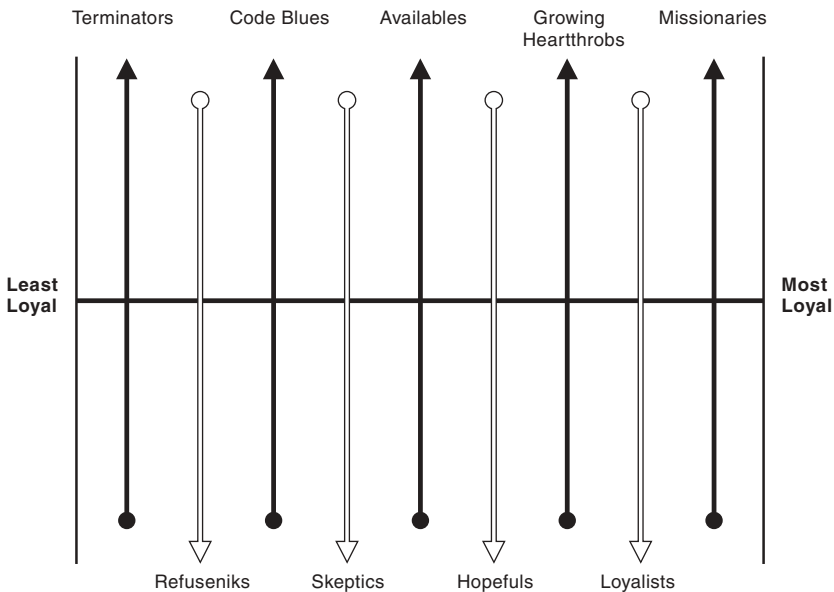 Terminators
Code Blues
Availables
Growing
Heartthrobs
Missionaries
Least
Loyal
Most
Loyal
Refuseniks
Skeptics
Hopefuls
Loyalists